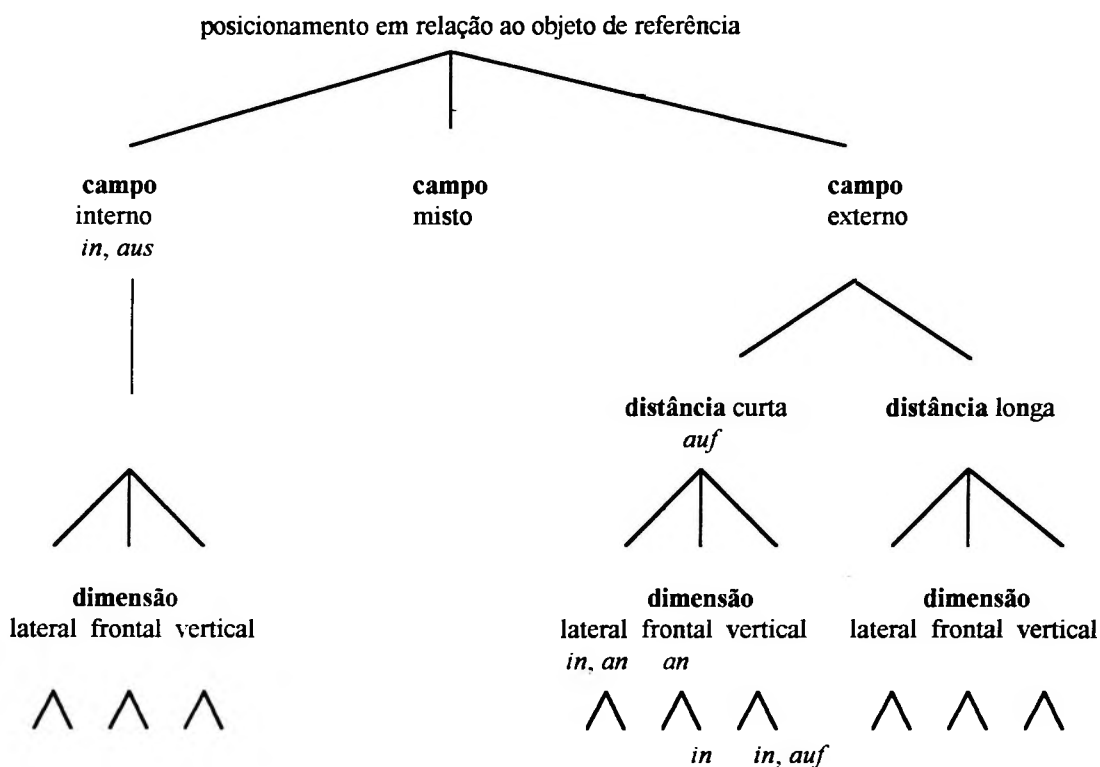 posicionamento em relação ao objeto de referência
campo campo campo
interno misto externo
in, aus
distância curta distância longa
auf
dimensão dimensão dimensão
lateral frontal vertical lateral frontal vertical lateral frontal vertical
in, an an
in in, auf